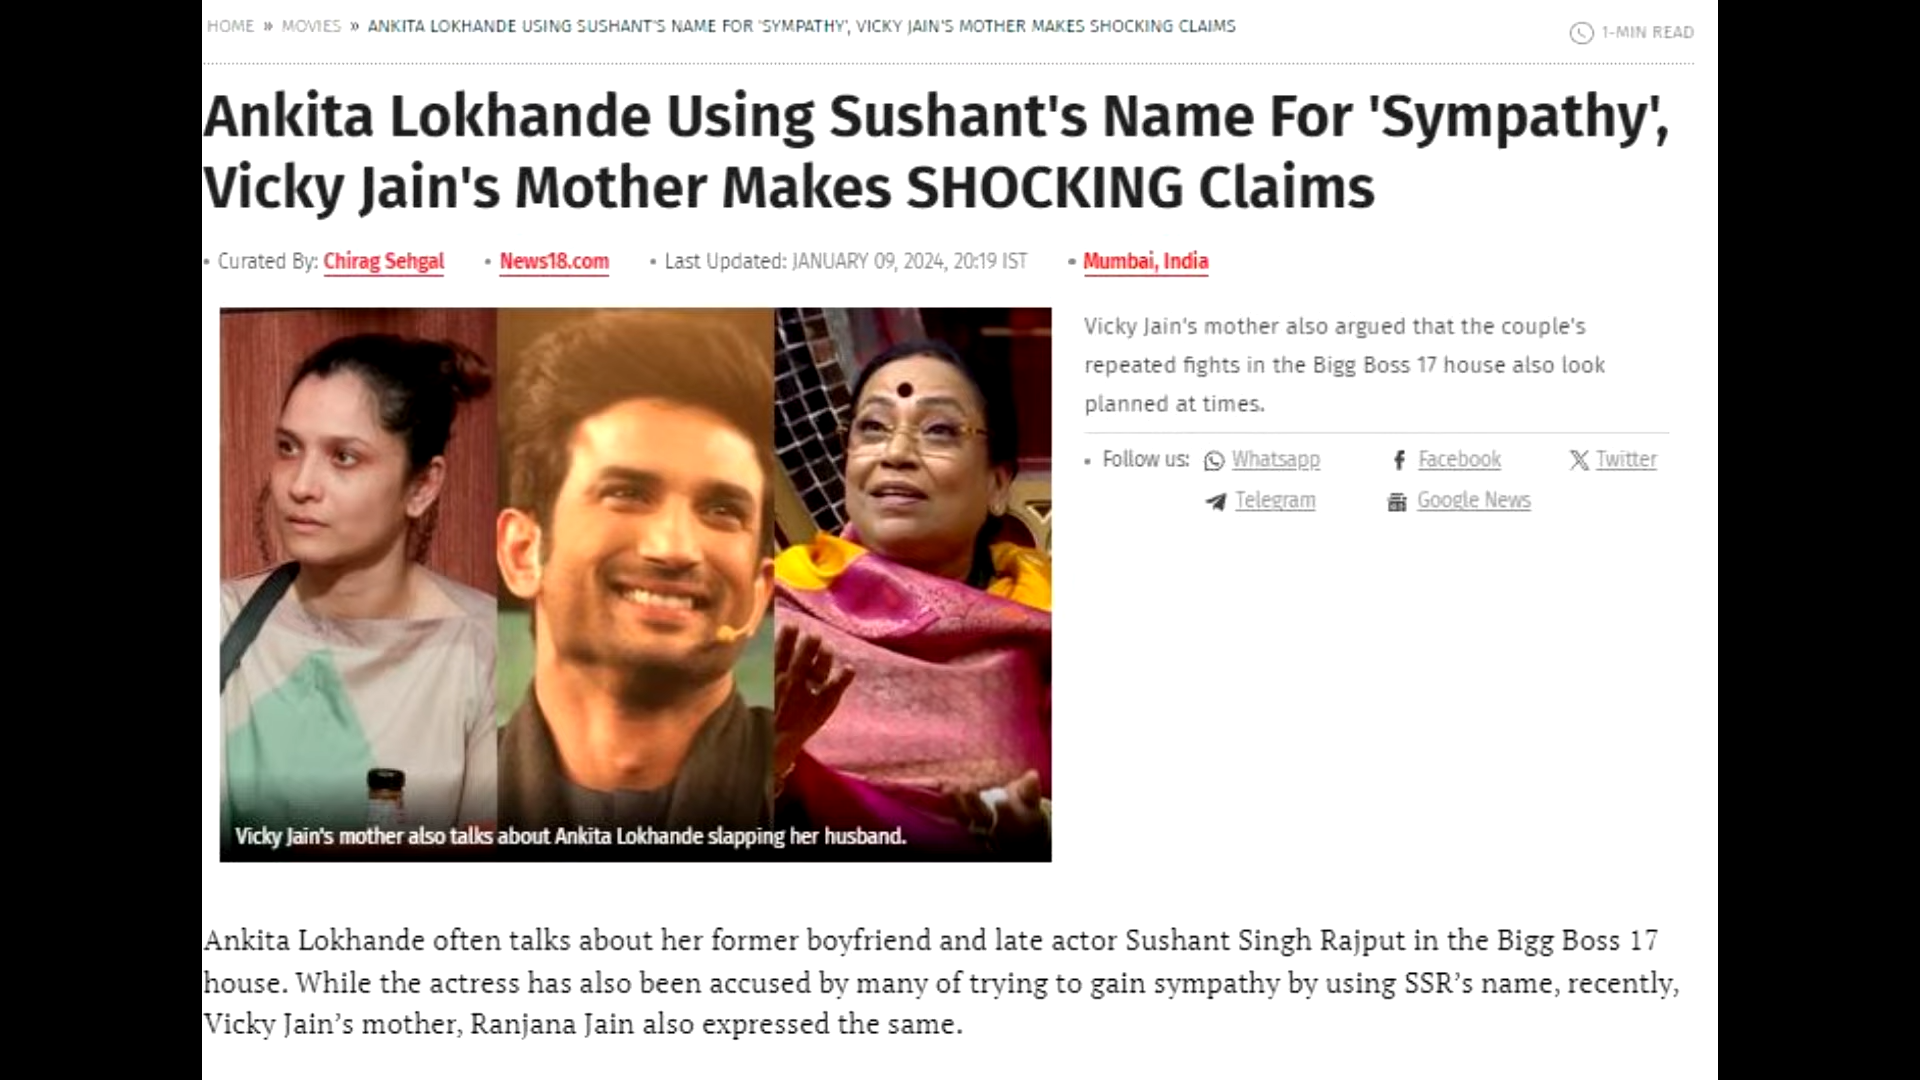 HOME » MOVIES » ANKITA LOKHANDE USING SUSHANT'S NAME FOR 'SYMPATHY', VICKY JAIN'S MOTHER MAKES SHOCKING CLAIMS
1-MIN READ
Ankita Lokhande Using Sushant's Name For 'Sympathy',
Vicky Jain's Mother Makes SHOCKING Claims
• Curated By: Chirag Sehgal • News18.com • Last Updated: JANUARY 09, 2024, 20:19 IST • Mumbai, India
Vicky Jain's mother also argued that the couple's
repeated fights in the Bigg Boss 17 house also look
planned at times.
• Follow us: Whatsapp Facebook Twitter
Telegram Google News
Vicky Jain's mother also talks about Ankita Lokhande slapping her husband.
Ankita Lokhande often talks about her former boyfriend and late actor Sushant Singh Rajput in the Bigg Boss 17
house. While the actress has also been accused by many of trying to gain sympathy by using SSR’s name, recently,
Vicky Jain’s mother, Ranjana Jain also expressed the same.